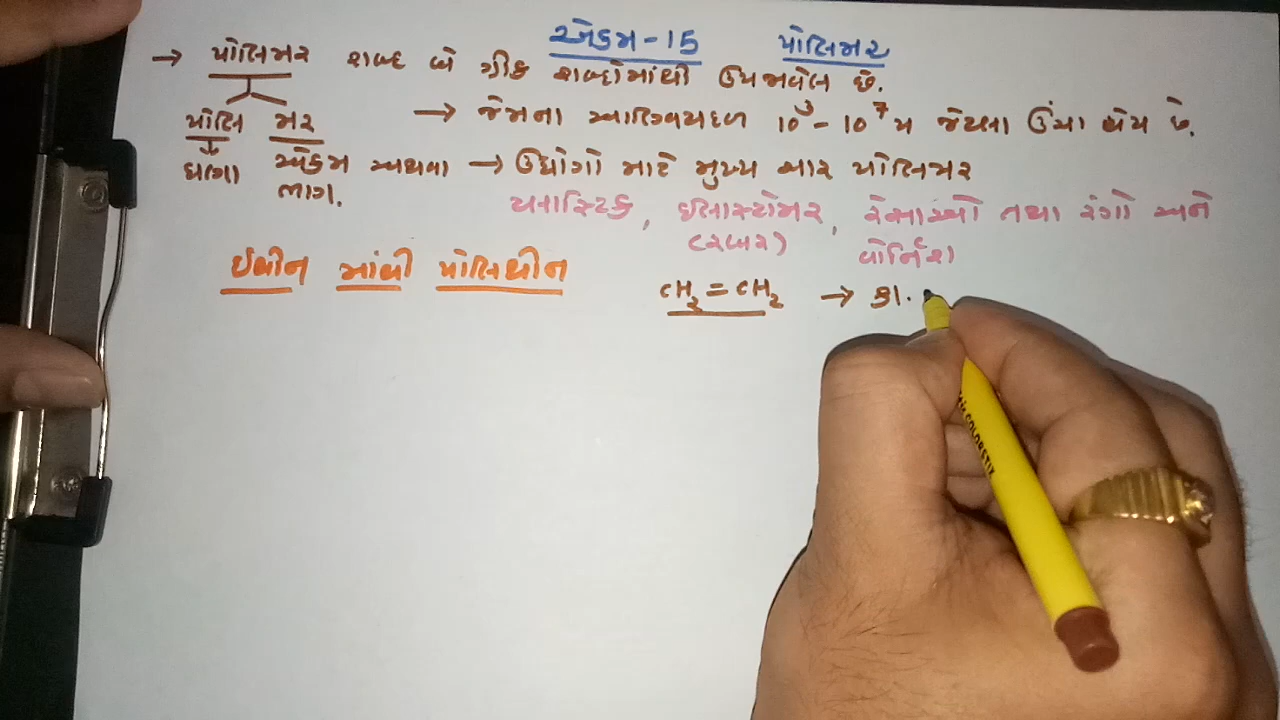 એકમ-15 પોલિમર
→ પોલિમર શબ્દ બે ગ્રીક શબ્દોમાંથી ઉપજાવેલ છે.
પોલિ મર → જેમના આણ્વિયદળ 10³-10⁷ u જેટલા ઉંચા હોય છે.
ઘણા એકમ અથવા ભાગ. → ઉદ્યોગો માટે મુખ્ય ચાર પોલિમર
પ્લાસ્ટિક, ઇલાસ્ટોમર, રેસાઓ તથા રંગો અને
(રબર) વોર્નિશ
ઈથીન માંથી પોલિથીન CH₂=CH₂ → કા.